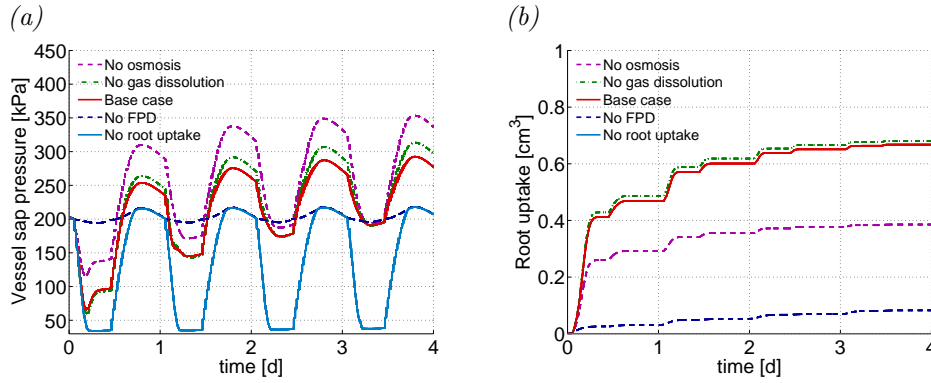 (a)
450
400
350
300
250
200
150
100
50
0
1
2
3
4
Vessel sap pressure [kPa]
time [d]
No osmosis
No gas dissolution
Base case
No FPD
No root uptake
(b)
1
0.8
0.6
0.4
0.2
0
0
1
2
3
4
Root uptake [cm³]
time [d]
No osmosis
No gas dissolution
Base case
No FPD
No root uptake